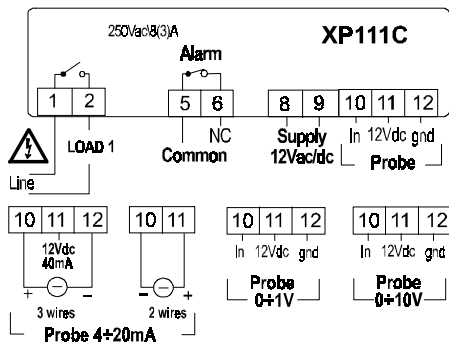 250Vac\8(3)A
XP111C
Alarm
1 2 5 6 8 9 10 11 12
LOAD 1
NC
Common
Supply
12Vac/dc
In 12Vdc gnd
Probe
Line
10 11 12
12Vdc
40mA
+ −
3 wires
10 11
− +
2 wires
Probe 4÷20mA
10 11 12
In 12Vdc gnd
Probe
0÷1V
10 11 12
In 12Vdc gnd
Probe
0÷10V